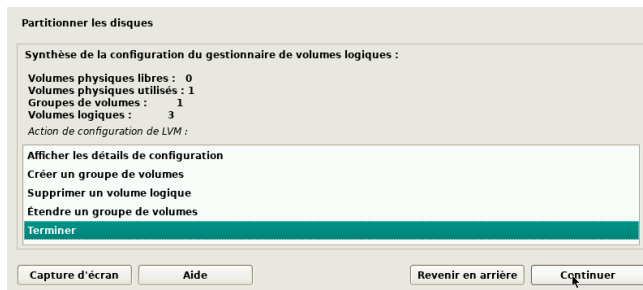 Partitionner les disques
Synthèse de la configuration du gestionnaire de volumes logiques :
Volumes physiques libres : 0
Volumes physiques utilisés : 1
Groupes de volumes : 1
Volumes logiques : 3
Action de configuration de LVM :
Afficher les détails de configuration
Créer un groupe de volumes
Supprimer un volume logique
Étendre un groupe de volumes
Terminer
Capture d'écran Aide Revenir en arrière Continuer